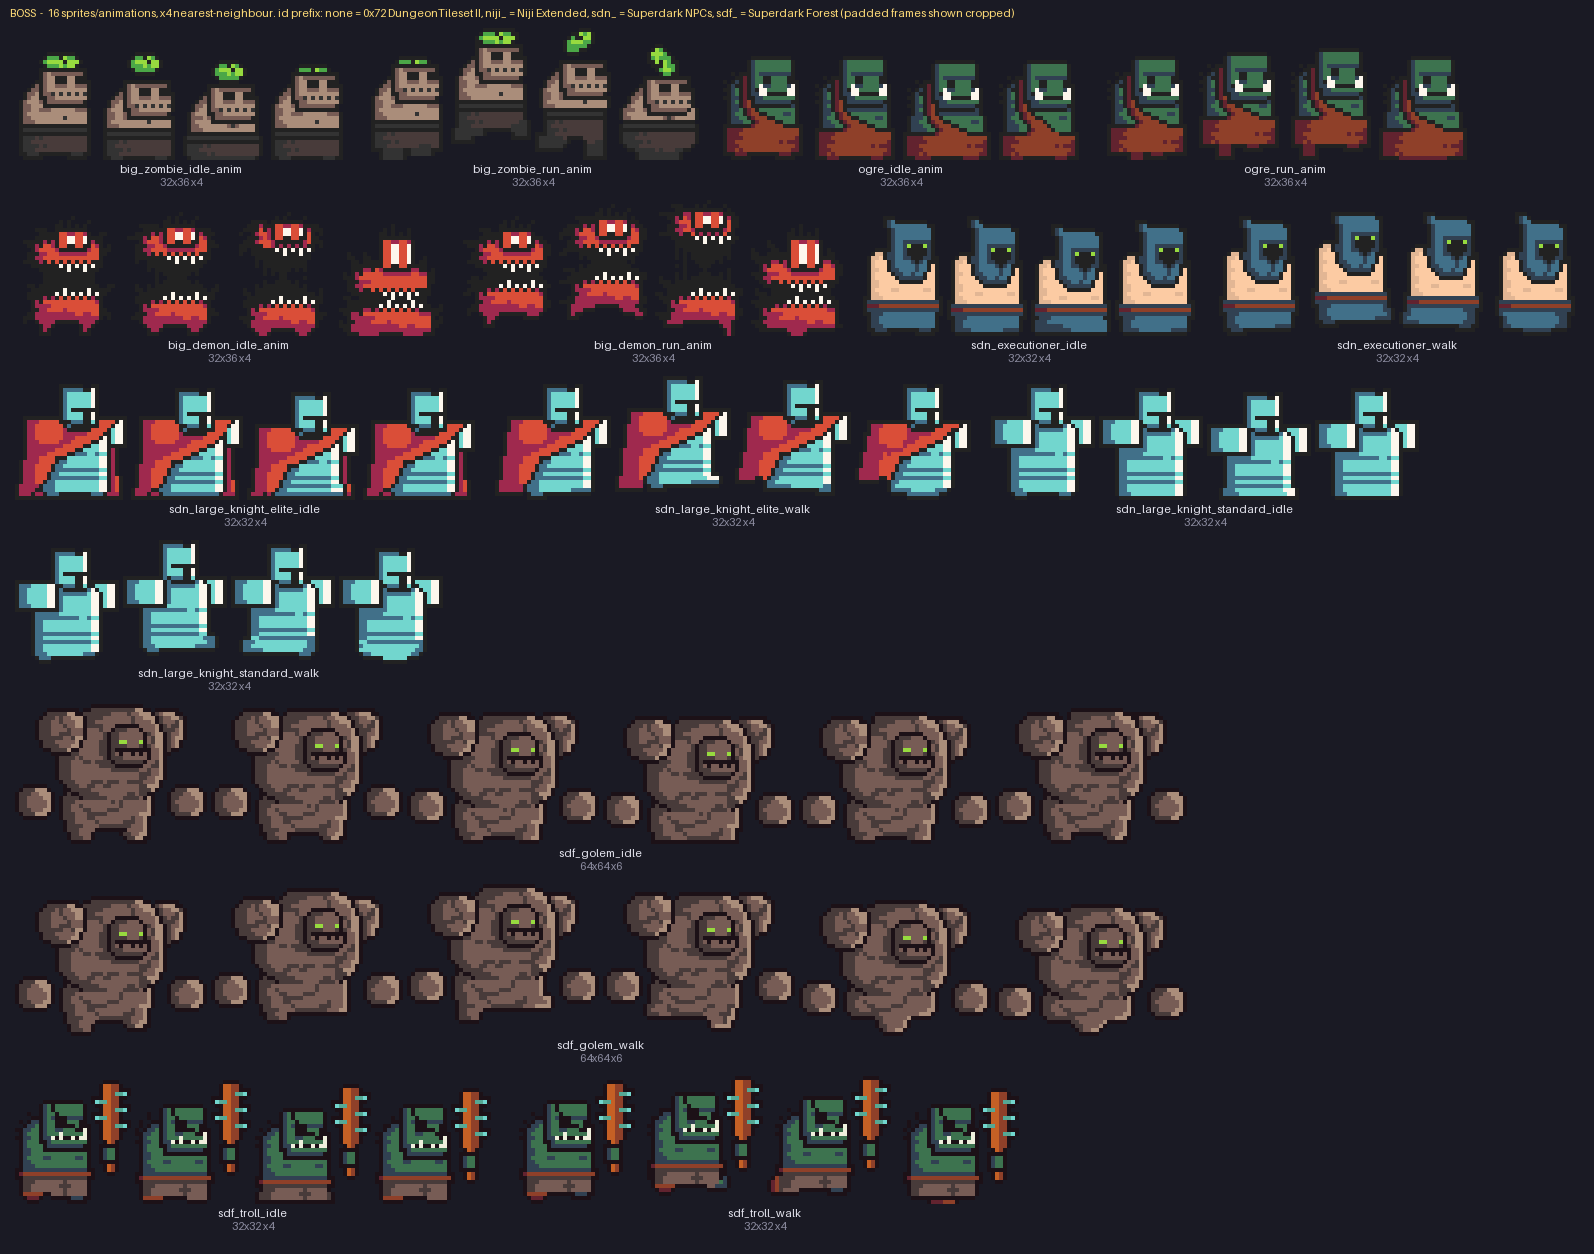 BOSS - 16 sprites/animations, x4 nearest-neighbour. id prefix: none = 0x72 DungeonTileset II, niji_ = Niji Extended, sdn_ = Superdark NPCs, sdf_ = Superdark Forest (padded frames shown cropped)
big_zombie_idle_anim big_zombie_run_anim ogre_idle_anim ogre_run_anim
32x36x4 32x36x4 32x36x4 32x36x4
big_demon_idle_anim big_demon_run_anim sdn_executioner_idle sdn_executioner_walk
32x36x4 32x36x4 32x32x4 32x32x4
sdn_large_knight_elite_idle sdn_large_knight_elite_walk sdn_large_knight_standard_idle
32x32x4 32x32x4 32x32x4
sdn_large_knight_standard_walk
32x32x4
sdf_golem_idle
64x64x6
sdf_golem_walk
64x64x6
sdf_troll_idle sdf_troll_walk
32x32x4 32x32x4